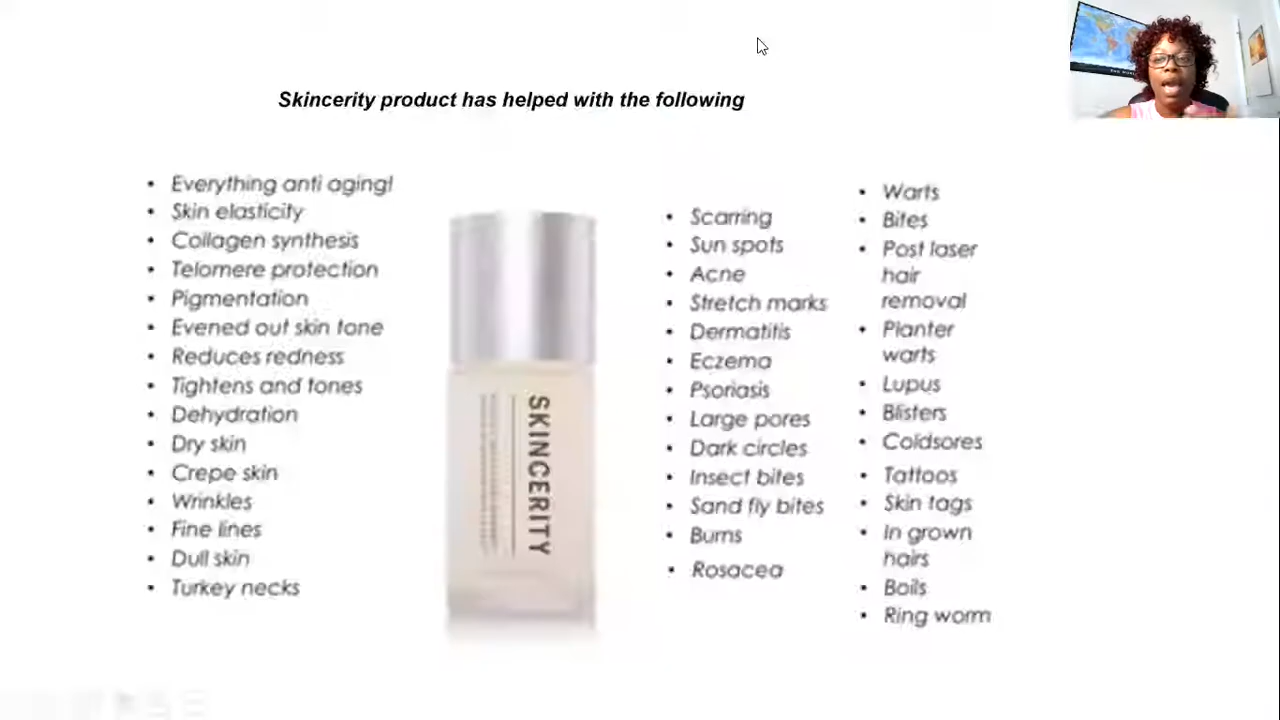 Skincerity product has helped with the following
Everything anti aging!
Skin elasticity
Collagen synthesis
Telomere protection
Pigmentation
Evened out skin tone
Reduces redness
Tightens and tones
Dehydration
Dry skin
Crepe skin
Wrinkles
Fine lines
Dull skin
Turkey necks
SKINCERITY
Scarring
Sun spots
Acne
Stretch marks
Dermatitis
Eczema
Psoriasis
Large pores
Dark circles
Insect bites
Sand fly bites
Burns
Rosacea
Warts
Bites
Post laser
hair
removal
Planter
warts
Lupus
Blisters
Coldsores
Tattoos
Skin tags
In grown
hairs
Boils
Ring worm